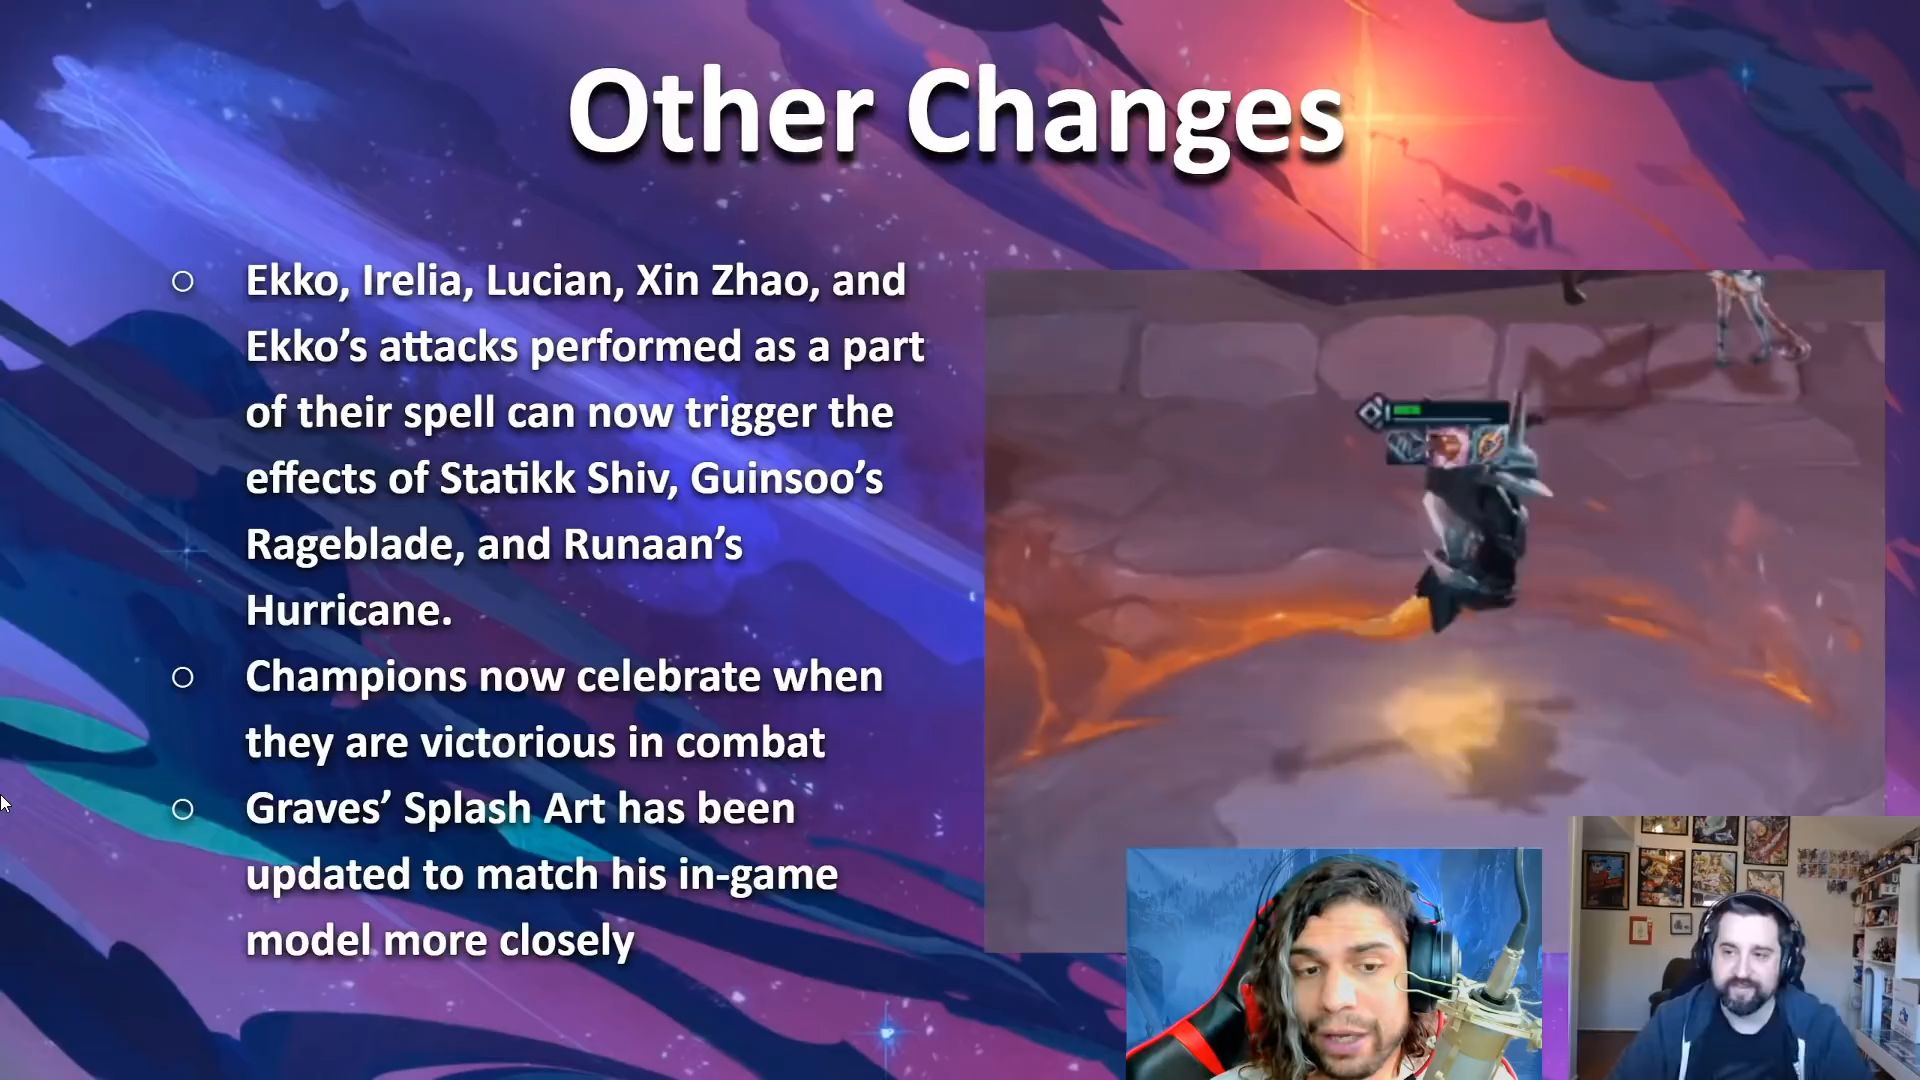 Other Changes
Ekko, Irelia, Lucian, Xin Zhao, and
Ekko’s attacks performed as a part
of their spell can now trigger the
effects of Statikk Shiv, Guinsoo’s
Rageblade, and Runaan’s
Hurricane.
Champions now celebrate when
they are victorious in combat
Graves’ Splash Art has been
updated to match his in-game
model more closely